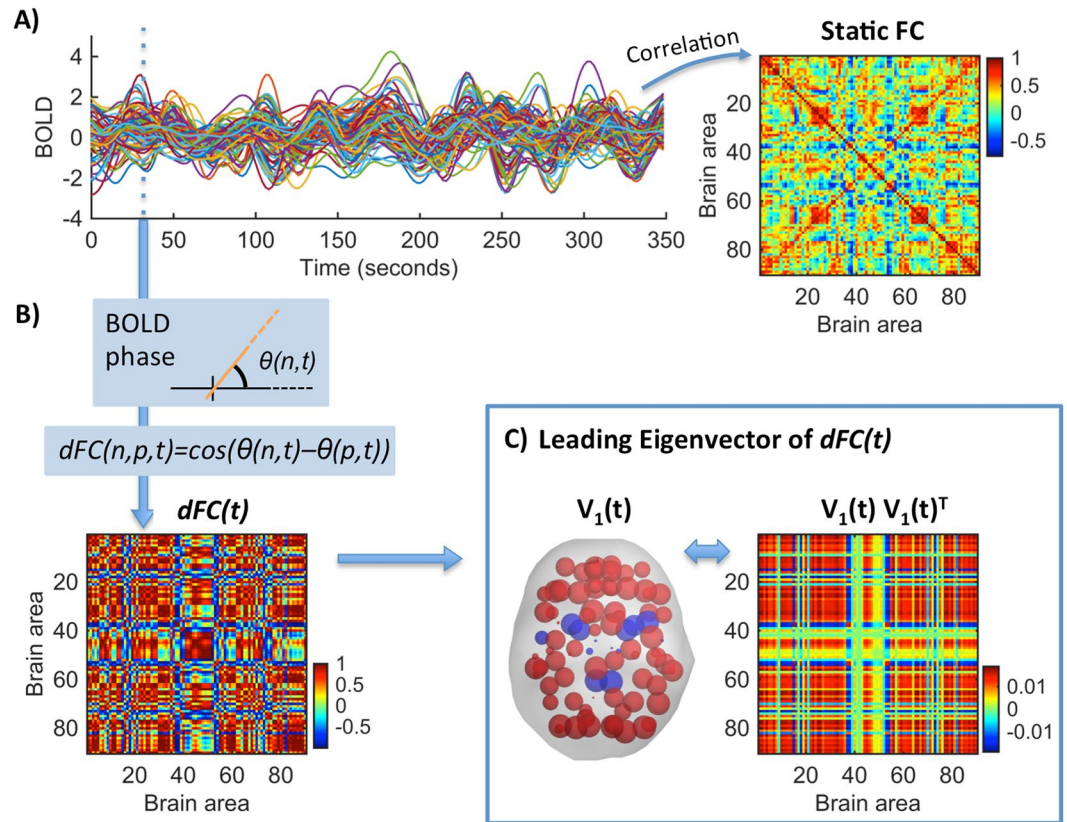 A)
BOLD
4
2
0
-2
-4
0
50
100
150
200
250
300
350
Time (seconds)
Correlation
Static FC
Brain area
20
40
60
80
20
40
60
80
Brain area
1
0.5
0
-0.5
B)
BOLD
phase
θ(n,t)
dFC(n,p,t)=cos(θ(n,t)−θ(p,t))
dFC(t)
Brain area
20
40
60
80
20
40
60
80
Brain area
1
0.5
0
-0.5
C) Leading Eigenvector of dFC(t)
V₁(t)
V₁(t) V₁(t)ᵀ
20
40
60
80
20
40
60
80
Brain area
0.01
0
-0.01